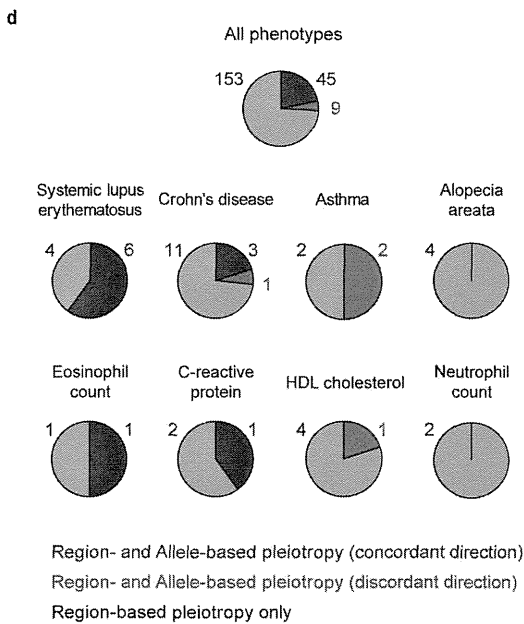 d
All phenotypes
153 45
9
Systemic lupus erythematosus
Crohn's disease
Asthma
Alopecia areata
4 6
11 3
1
2 2
4
Eosinophil count
C-reactive protein
HDL cholesterol
Neutrophil count
1 1
2 1
4 1
2
Region- and Allele-based pleiotropy (concordant direction)
Region- and Allele-based pleiotropy (discordant direction)
Region-based pleiotropy only